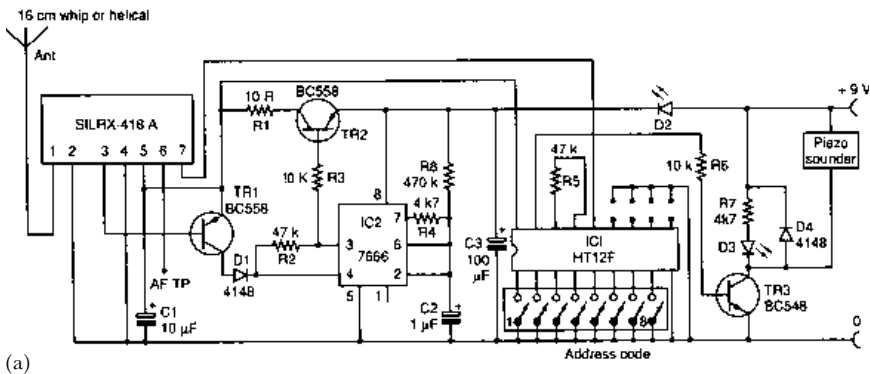 16 cm whip or helical
Ant
SILRX-418 A
1 2 3 4 5 6 7
10 R
R1
BC558
TR2
10 K
R3
TR1
BC558
D1
4148
47 k
R2
AF TP
C1
10 µF
+
8
IC2
7666
3
4
5
1
7
6
2
R8
470 k
4 k7
R4
C2
1 µF
+
C3
100
µF
+
47 k
R5
ICI
HT12F
1
8
Address code
D2
10 k
R6
R7
4k7
D3
D4
4148
TR3
BC548
+ 9 V
Piezo
sounder
0
(a)